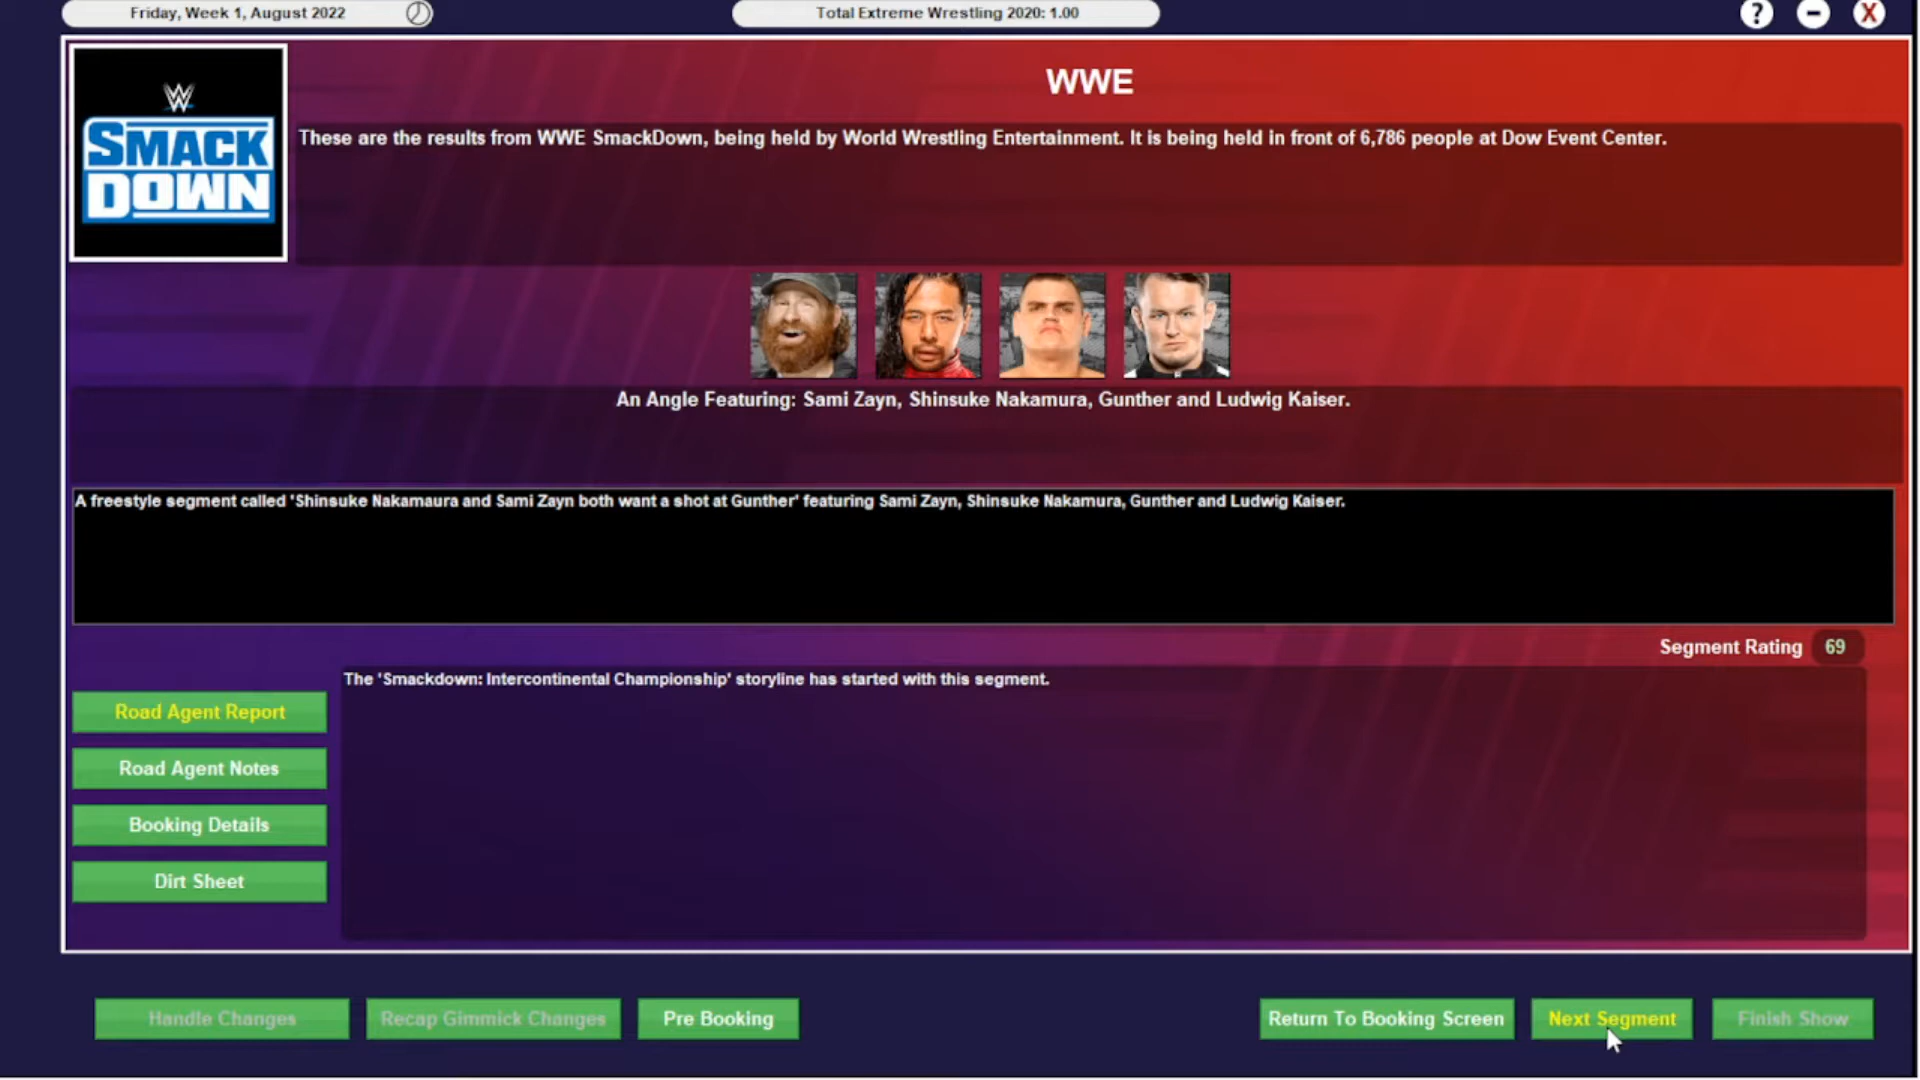 Friday, Week 1, August 2022
Total Extreme Wrestling 2020: 1.00
? - X
W
SMACK
DOWN
WWE
These are the results from WWE SmackDown, being held by World Wrestling Entertainment. It is being held in front of 6,786 people at Dow Event Center.
An Angle Featuring: Sami Zayn, Shinsuke Nakamura, Gunther and Ludwig Kaiser.
A freestyle segment called 'Shinsuke Nakamaura and Sami Zayn both want a shot at Gunther' featuring Sami Zayn, Shinsuke Nakamura, Gunther and Ludwig Kaiser.
Segment Rating 69
The 'Smackdown: Intercontinental Championship' storyline has started with this segment.
Road Agent Report
Road Agent Notes
Booking Details
Dirt Sheet
Handle Changes
Recap Gimmick Changes
Pre Booking
Return To Booking Screen
Next Segment
Finish Show